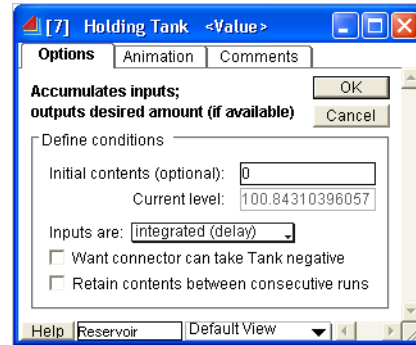 [7] Holding Tank <Value>
Options Animation Comments
Accumulates inputs;
outputs desired amount (if available)
OK
Cancel
Define conditions
Initial contents (optional): 0
Current level: 100.84310396057
Inputs are: integrated (delay)
Want connector can take Tank negative
Retain contents between consecutive runs
Help Reservoir Default View